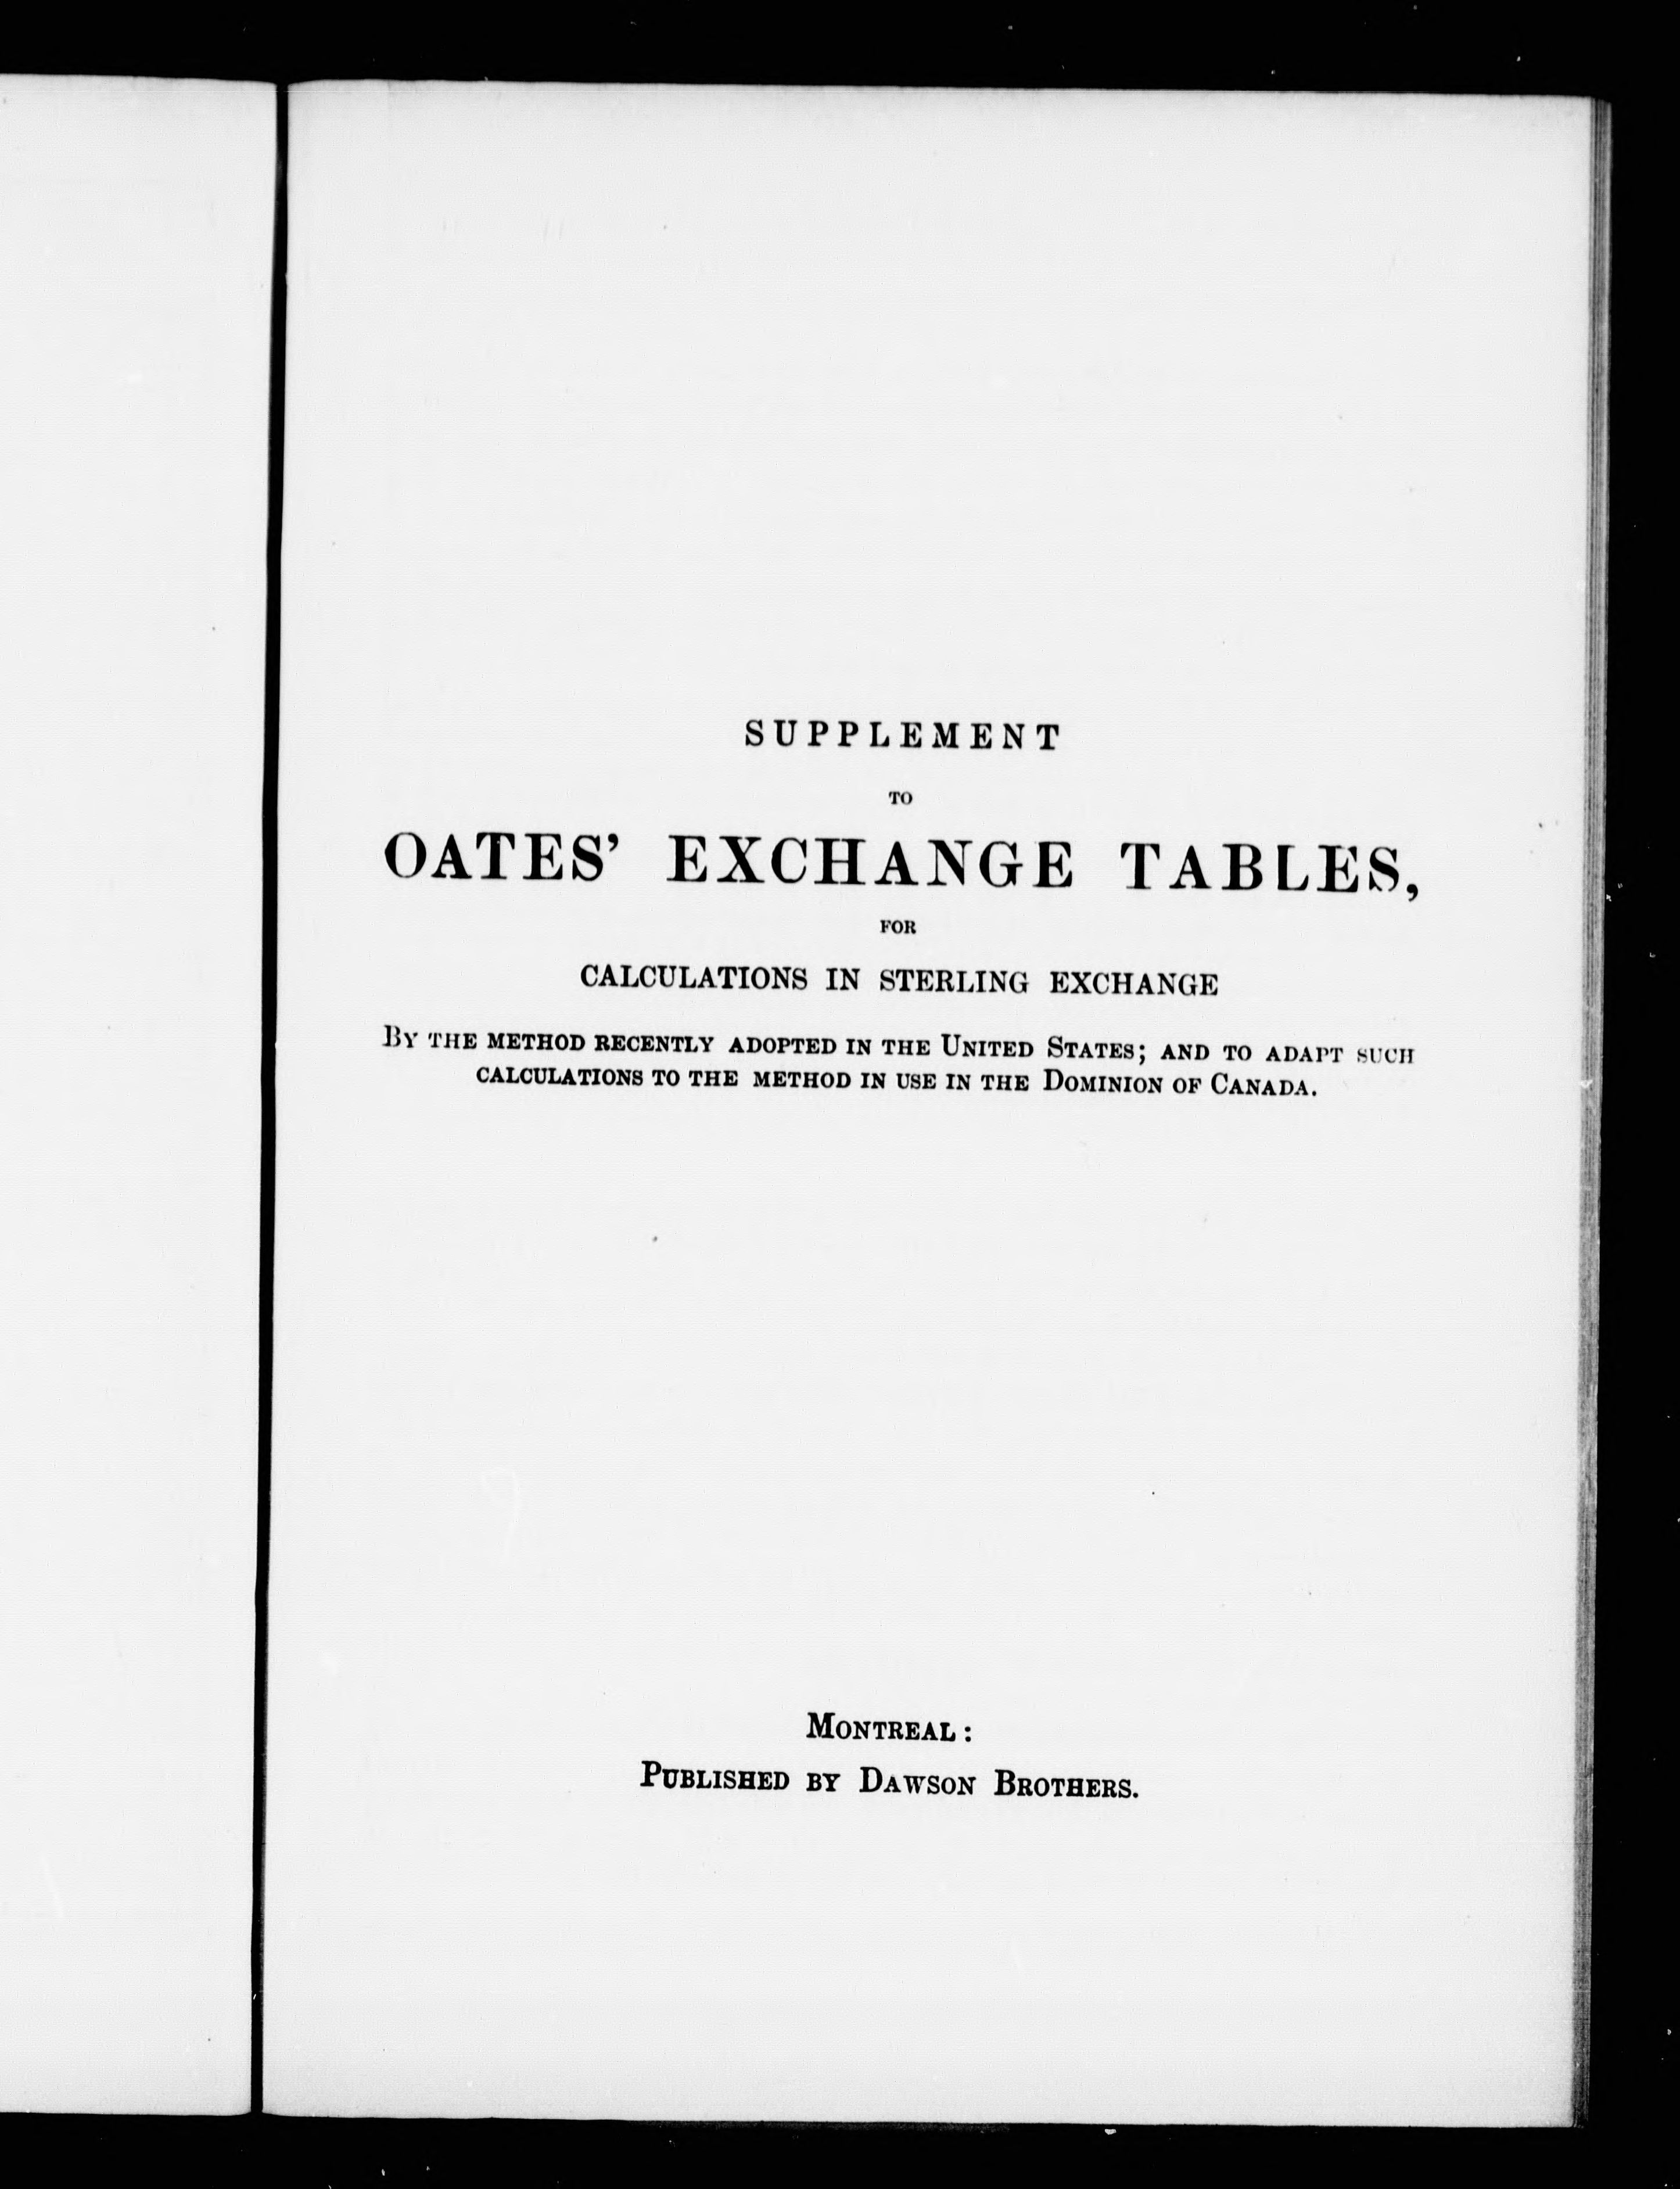 SUPPLEMENT
TO
OATES' EXCHANGE TABLES,
FOR
CALCULATIONS IN STERLING EXCHANGE
BY THE METHOD RECENTLY ADOPTED IN THE UNITED STATES; AND TO ADAPT SUCH
CALCULATIONS TO THE METHOD IN USE IN THE DOMINION OF CANADA.
MONTREAL:
PUBLISHED BY DAWSON BROTHERS.